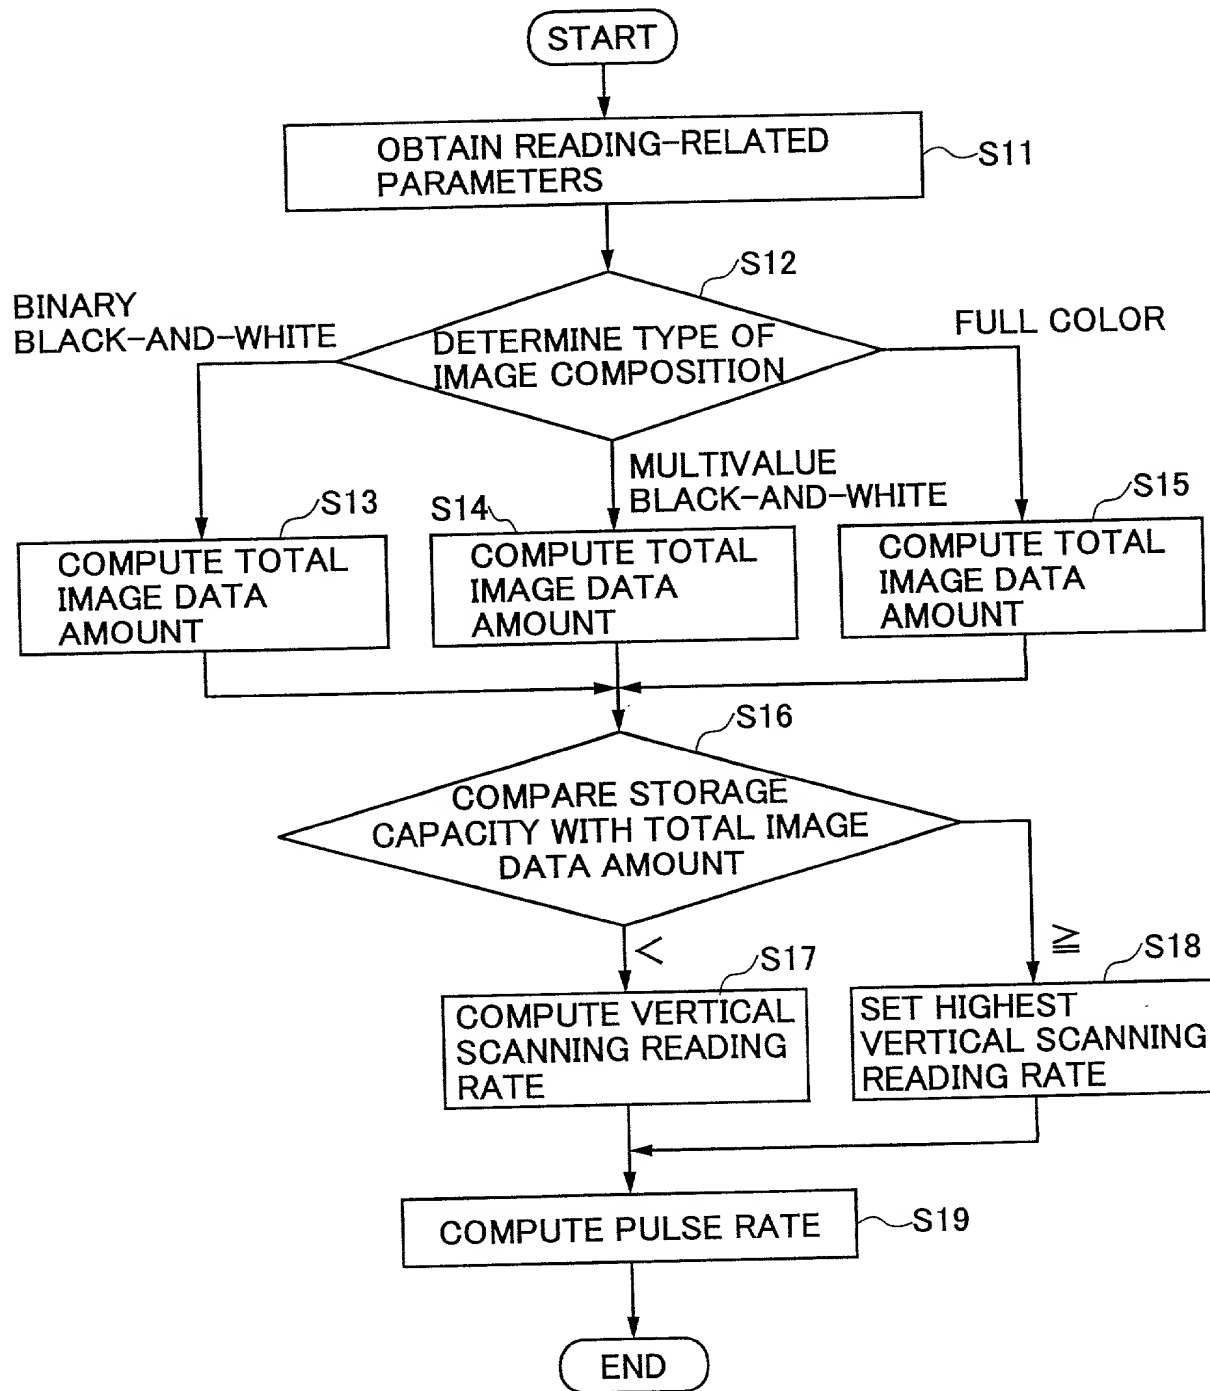 START
OBTAIN READING-RELATED
PARAMETERS
S11
S12
BINARY
BLACK-AND-WHITE
FULL COLOR
DETERMINE TYPE OF
IMAGE COMPOSITION
MULTIVALUE
BLACK-AND-WHITE
S13
COMPUTE TOTAL
IMAGE DATA
AMOUNT
S14
COMPUTE TOTAL
IMAGE DATA
AMOUNT
S15
COMPUTE TOTAL
IMAGE DATA
AMOUNT
S16
COMPARE STORAGE
CAPACITY WITH TOTAL IMAGE
DATA AMOUNT
<
≧
S17
COMPUTE VERTICAL
SCANNING READING
RATE
S18
SET HIGHEST
VERTICAL SCANNING
READING RATE
COMPUTE PULSE RATE
S19
END